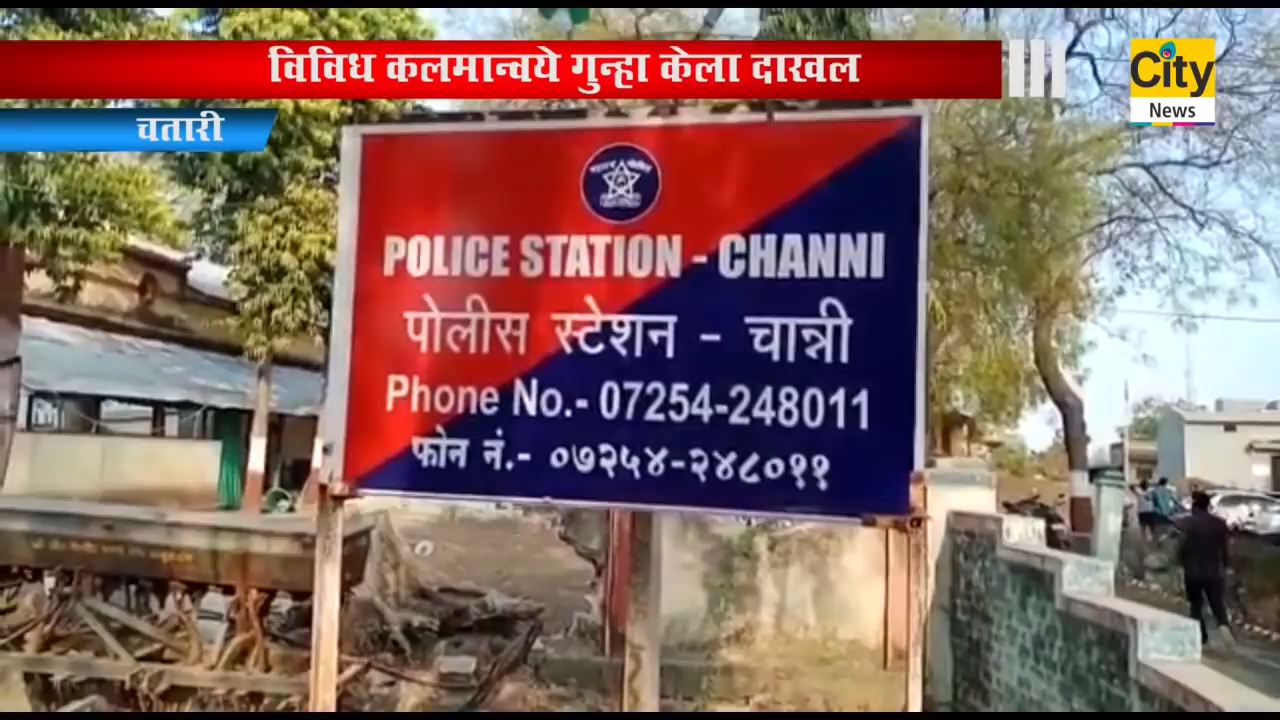 विविध कलमान्वये गुन्हा केला दाखल
City
News
चतारी
POLICE STATION - CHANNI
पोलीस स्टेशन - चान्नी
Phone No.- 07254-248011
फोन नं.- ०७२५४-२४८०११